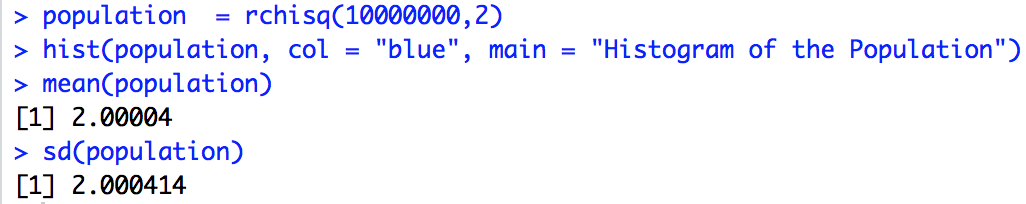 > population  = rchisq(10000000,2)
> hist(population, col = "blue", main = "Histogram of the Population")
> mean(population)
[1] 2.00004
> sd(population)
[1] 2.000414